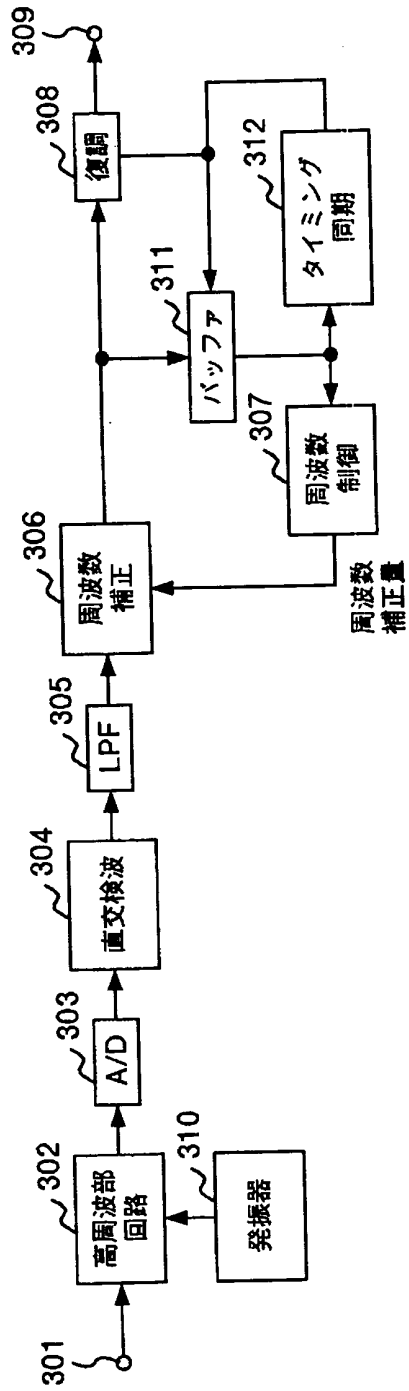 301
302
高周波部
回路
303
A/D
304
直交検波
305
LPF
306
周波数
補正
308
復調
309
310
発振器
311
バッファ
307
周波数
制御
312
タイミング
同期
周波数
補正量